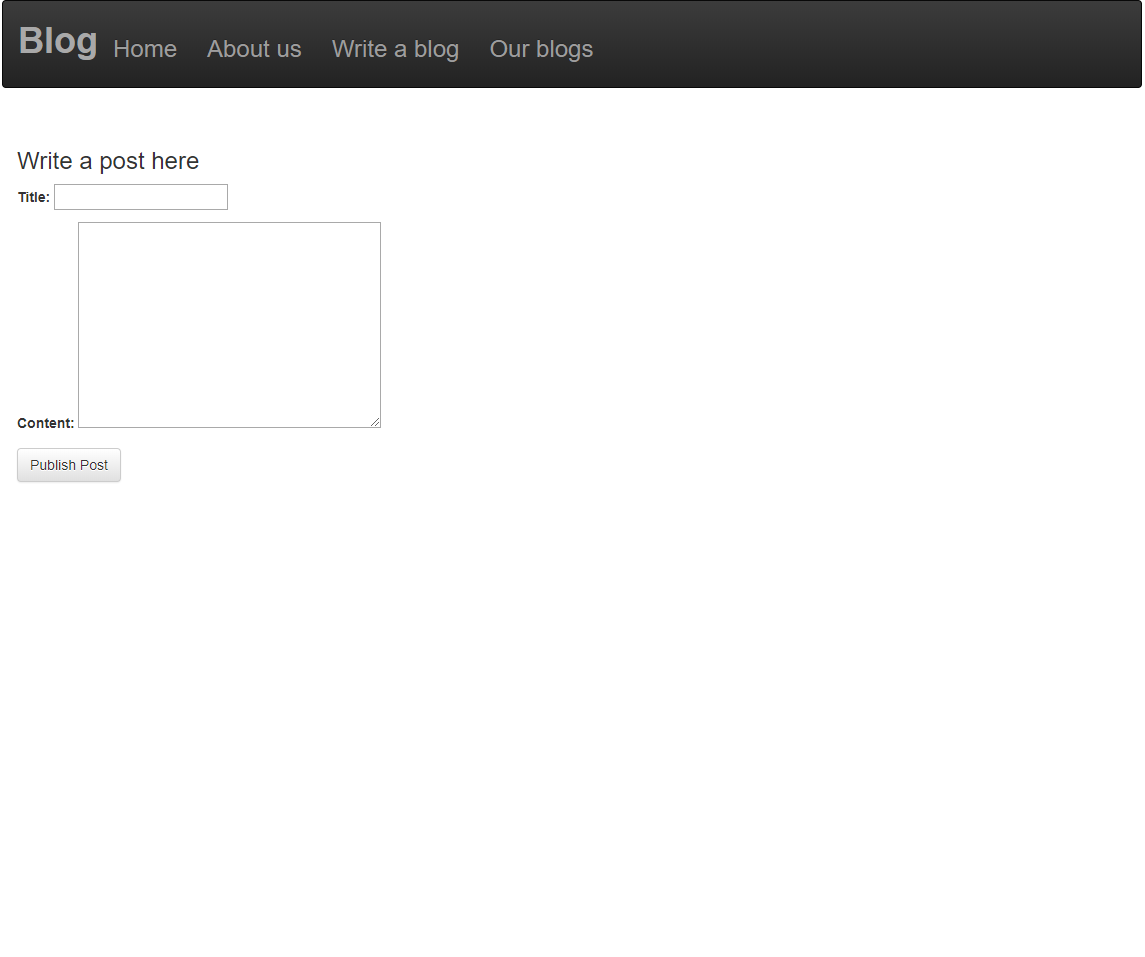 Blog Home About us Write a blog Our blogs
Write a post here
Title:
Content:
Publish Post